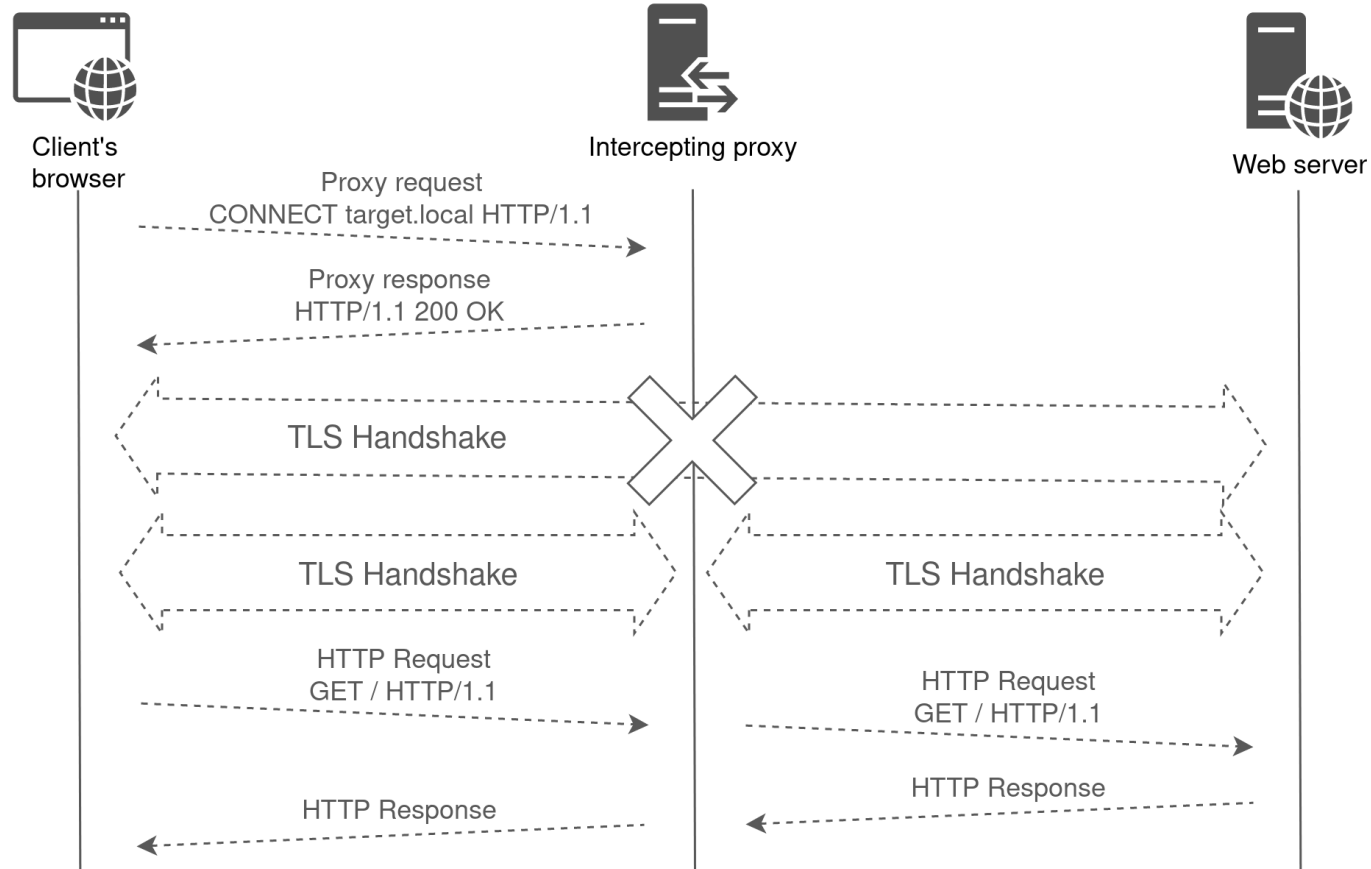 Client's
browser
Intercepting proxy
Web server
Proxy request
CONNECT target.local HTTP/1.1
Proxy response
HTTP/1.1 200 OK
TLS Handshake
TLS Handshake
TLS Handshake
HTTP Request
GET / HTTP/1.1
HTTP Request
GET / HTTP/1.1
HTTP Response
HTTP Response